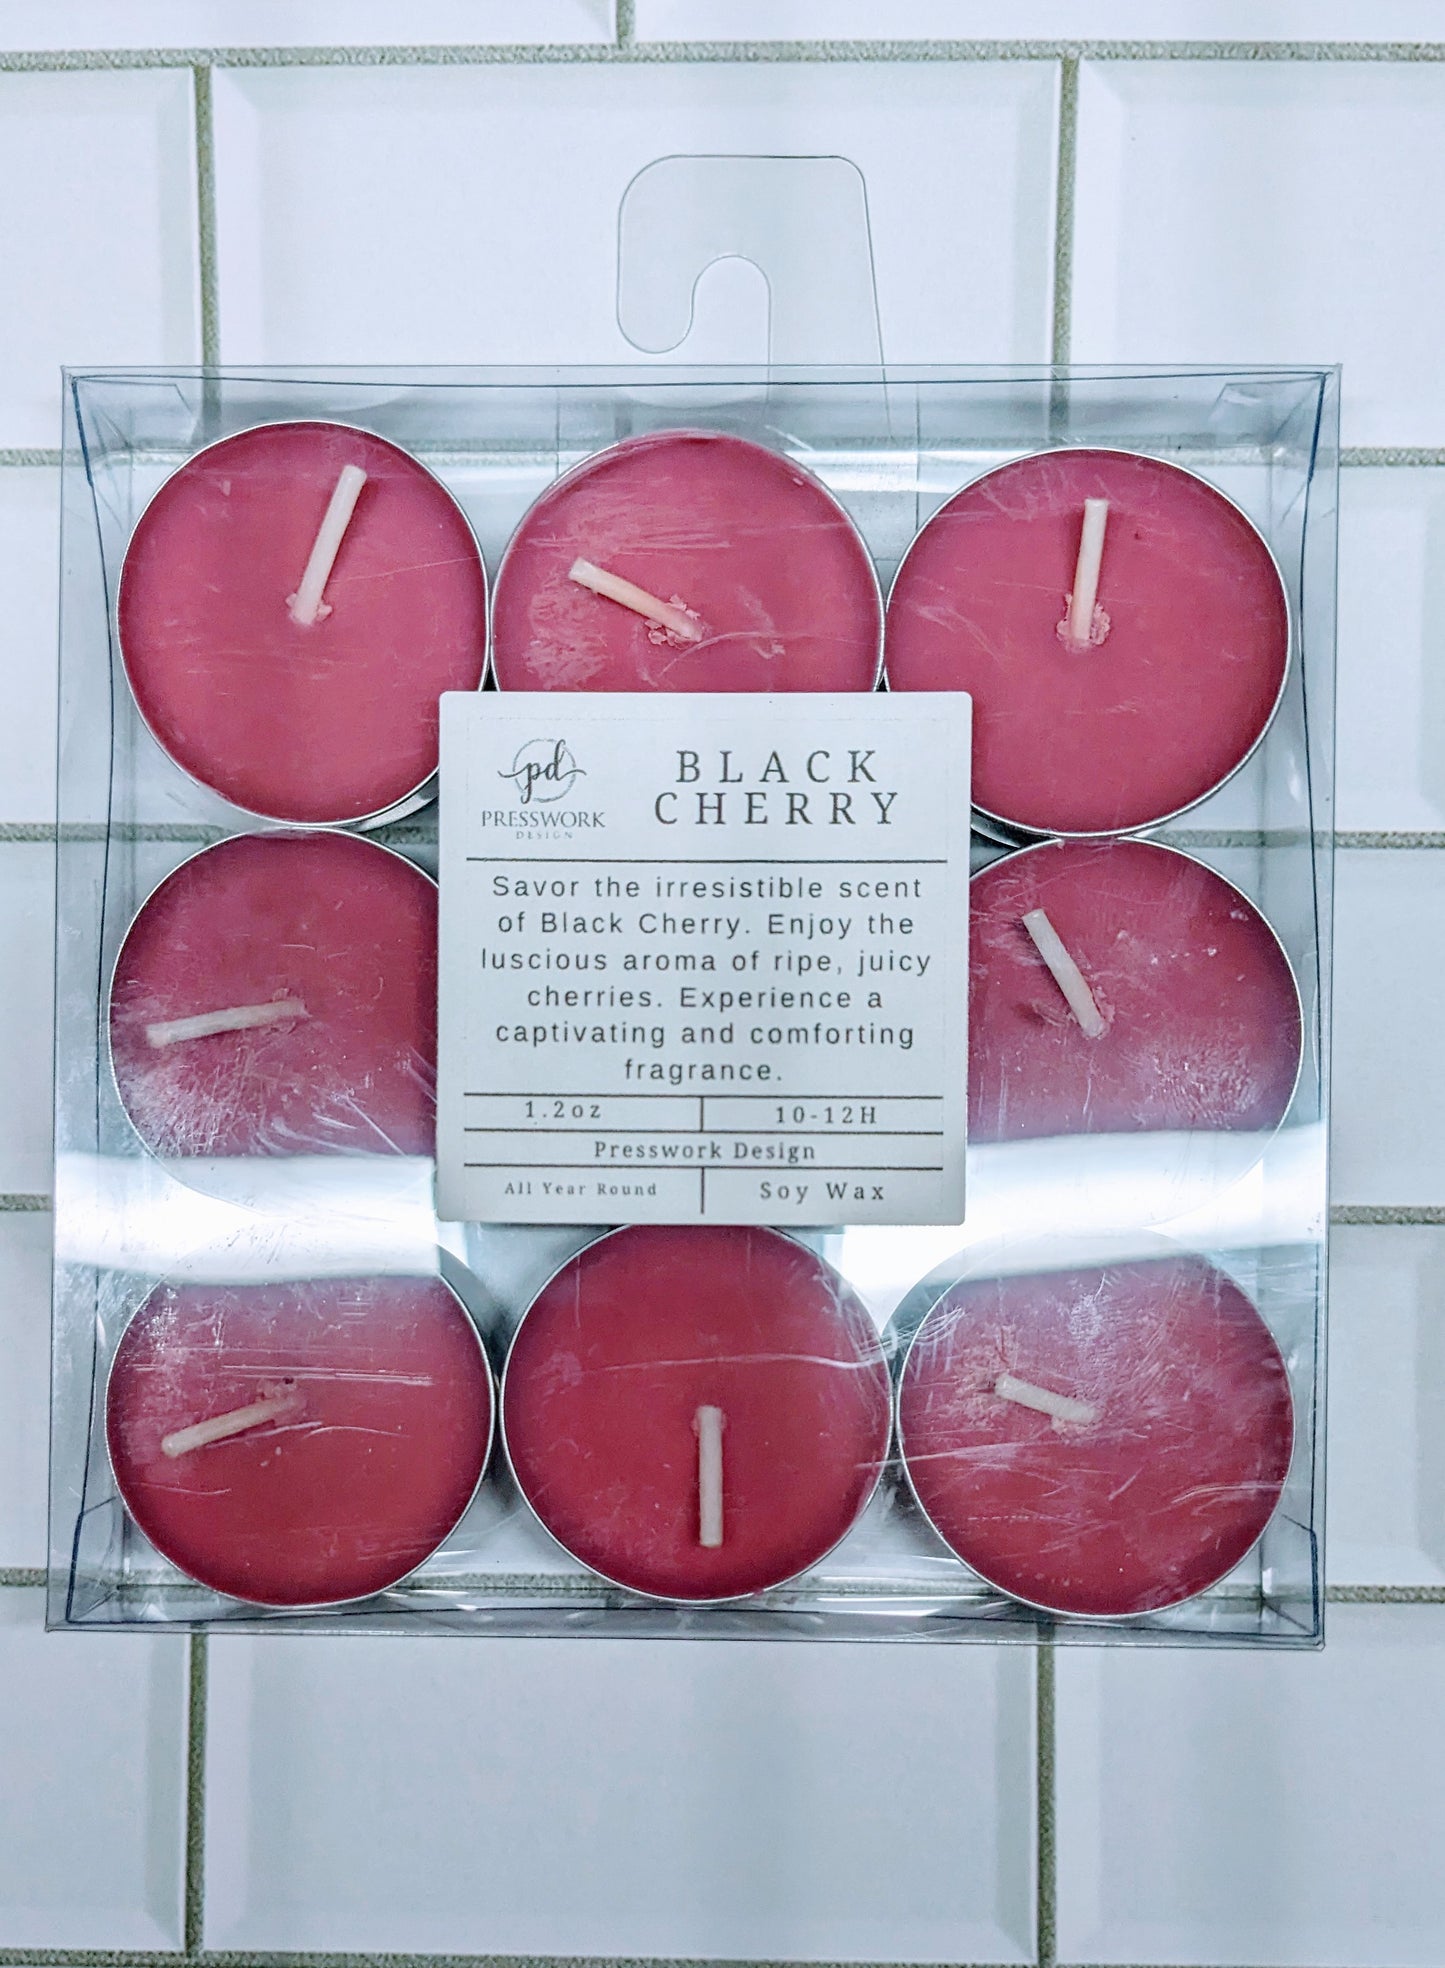 pd
PRESSWORK
DESIGN
BLACK
CHERRY
Savor the irresistible scent
of Black Cherry. Enjoy the
luscious aroma of ripe, juicy
cherries. Experience a
captivating and comforting
fragrance.
1.2oz
10-12H
Presswork Design
All Year Round
Soy Wax